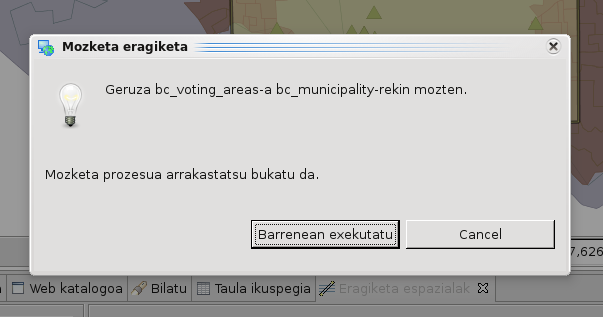 Mozketa eragiketa
Geruza bc_voting_areas-a bc_municipality-rekin mozten.
Mozketa prozesua arrakastatsu bukatu da.
Barrenean exekutatu Cancel
7,626
Web katalogoa Bilatu Taula ikuspegia Eragiketa espazialak